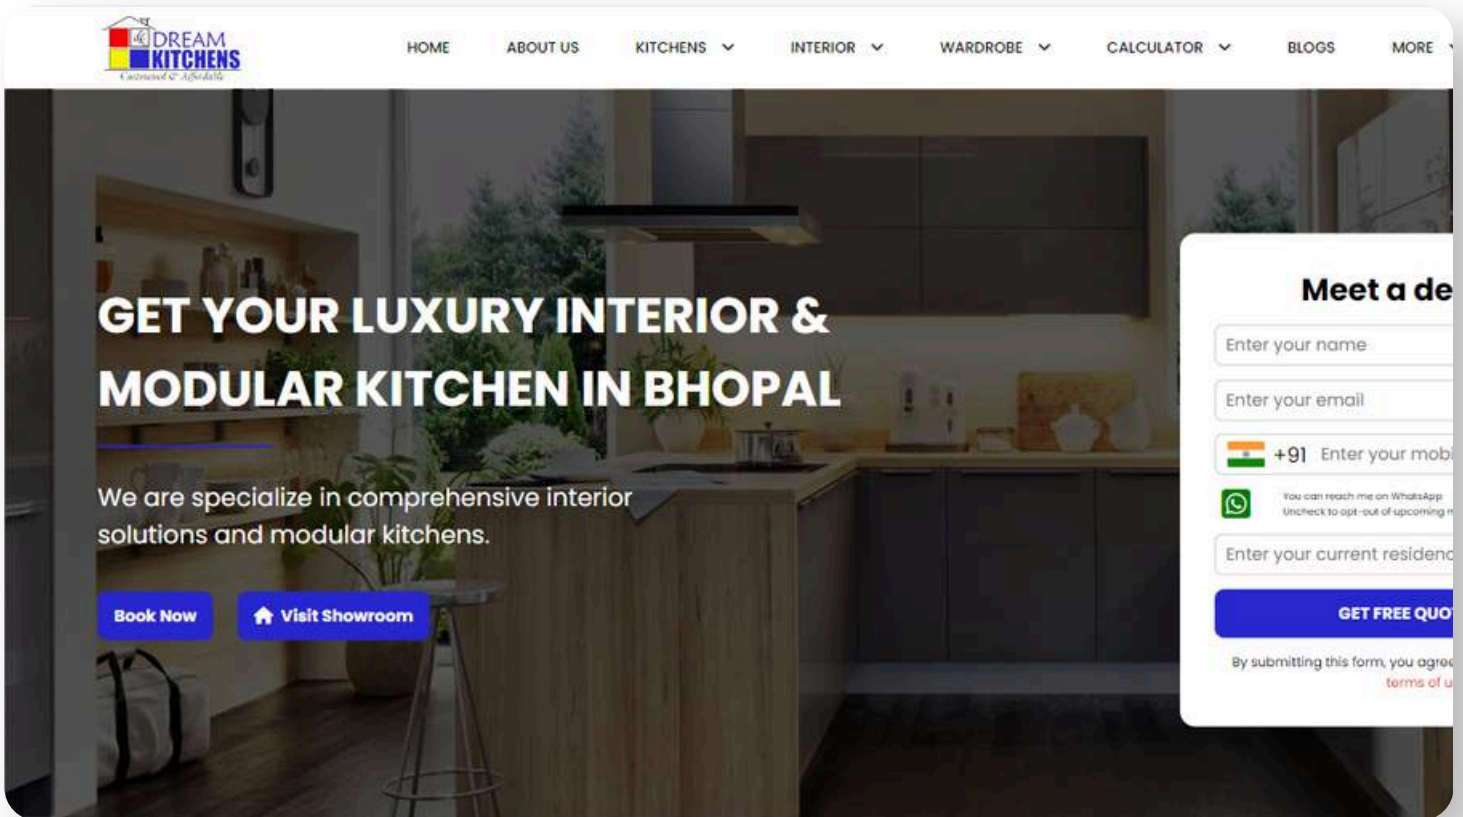 DREAM
KITCHENS
Customised & Affordable
HOME ABOUT US KITCHENS INTERIOR WARDROBE CALCULATOR BLOGS MORE
GET YOUR LUXURY INTERIOR &
MODULAR KITCHEN IN BHOPAL
We are specialize in comprehensive interior
solutions and modular kitchens.
Book Now Visit Showroom
Meet a de
Enter your name
Enter your email
+91 Enter your mobi
You can reach me on WhatsApp
Uncheck to opt-out of upcoming m
Enter your current residenc
GET FREE QUO
By submitting this form, you agree
terms of u